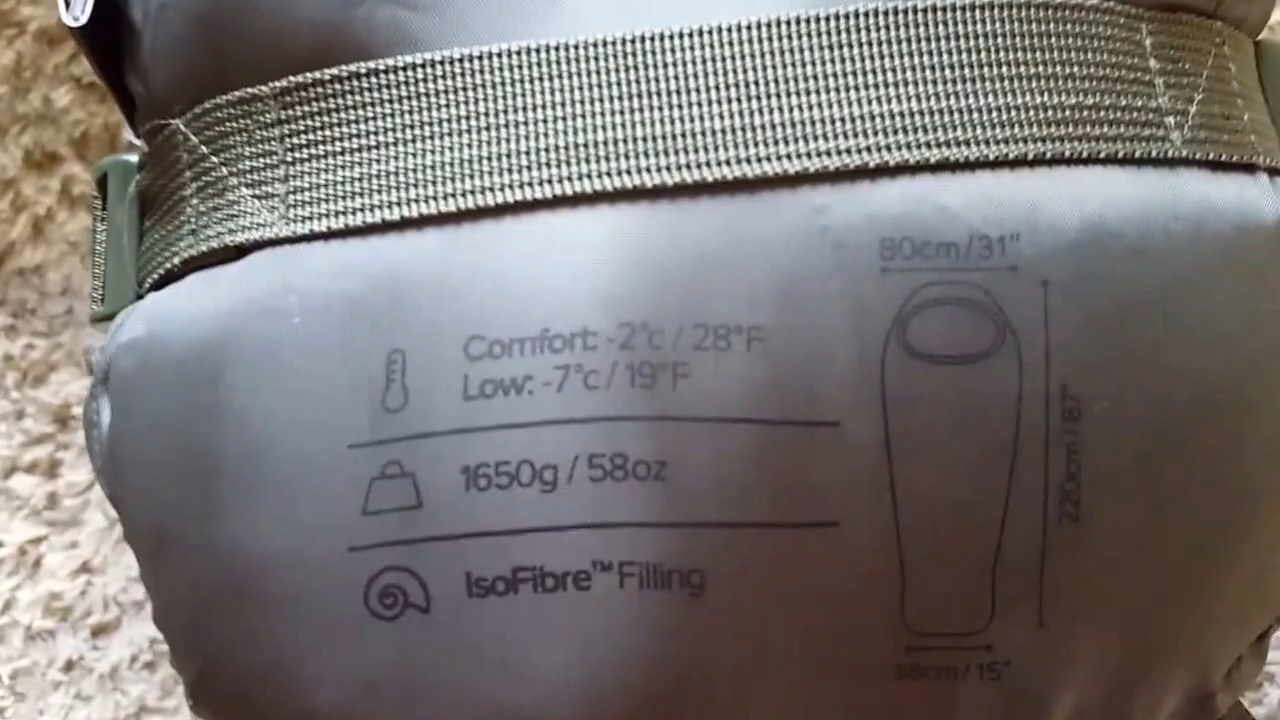 Comfort: -2°c / 28°F
Low: -7°c / 19°F
1650g / 58oz
IsoFibre™ Filling
80cm/31"
220cm / 87"
38cm / 15"